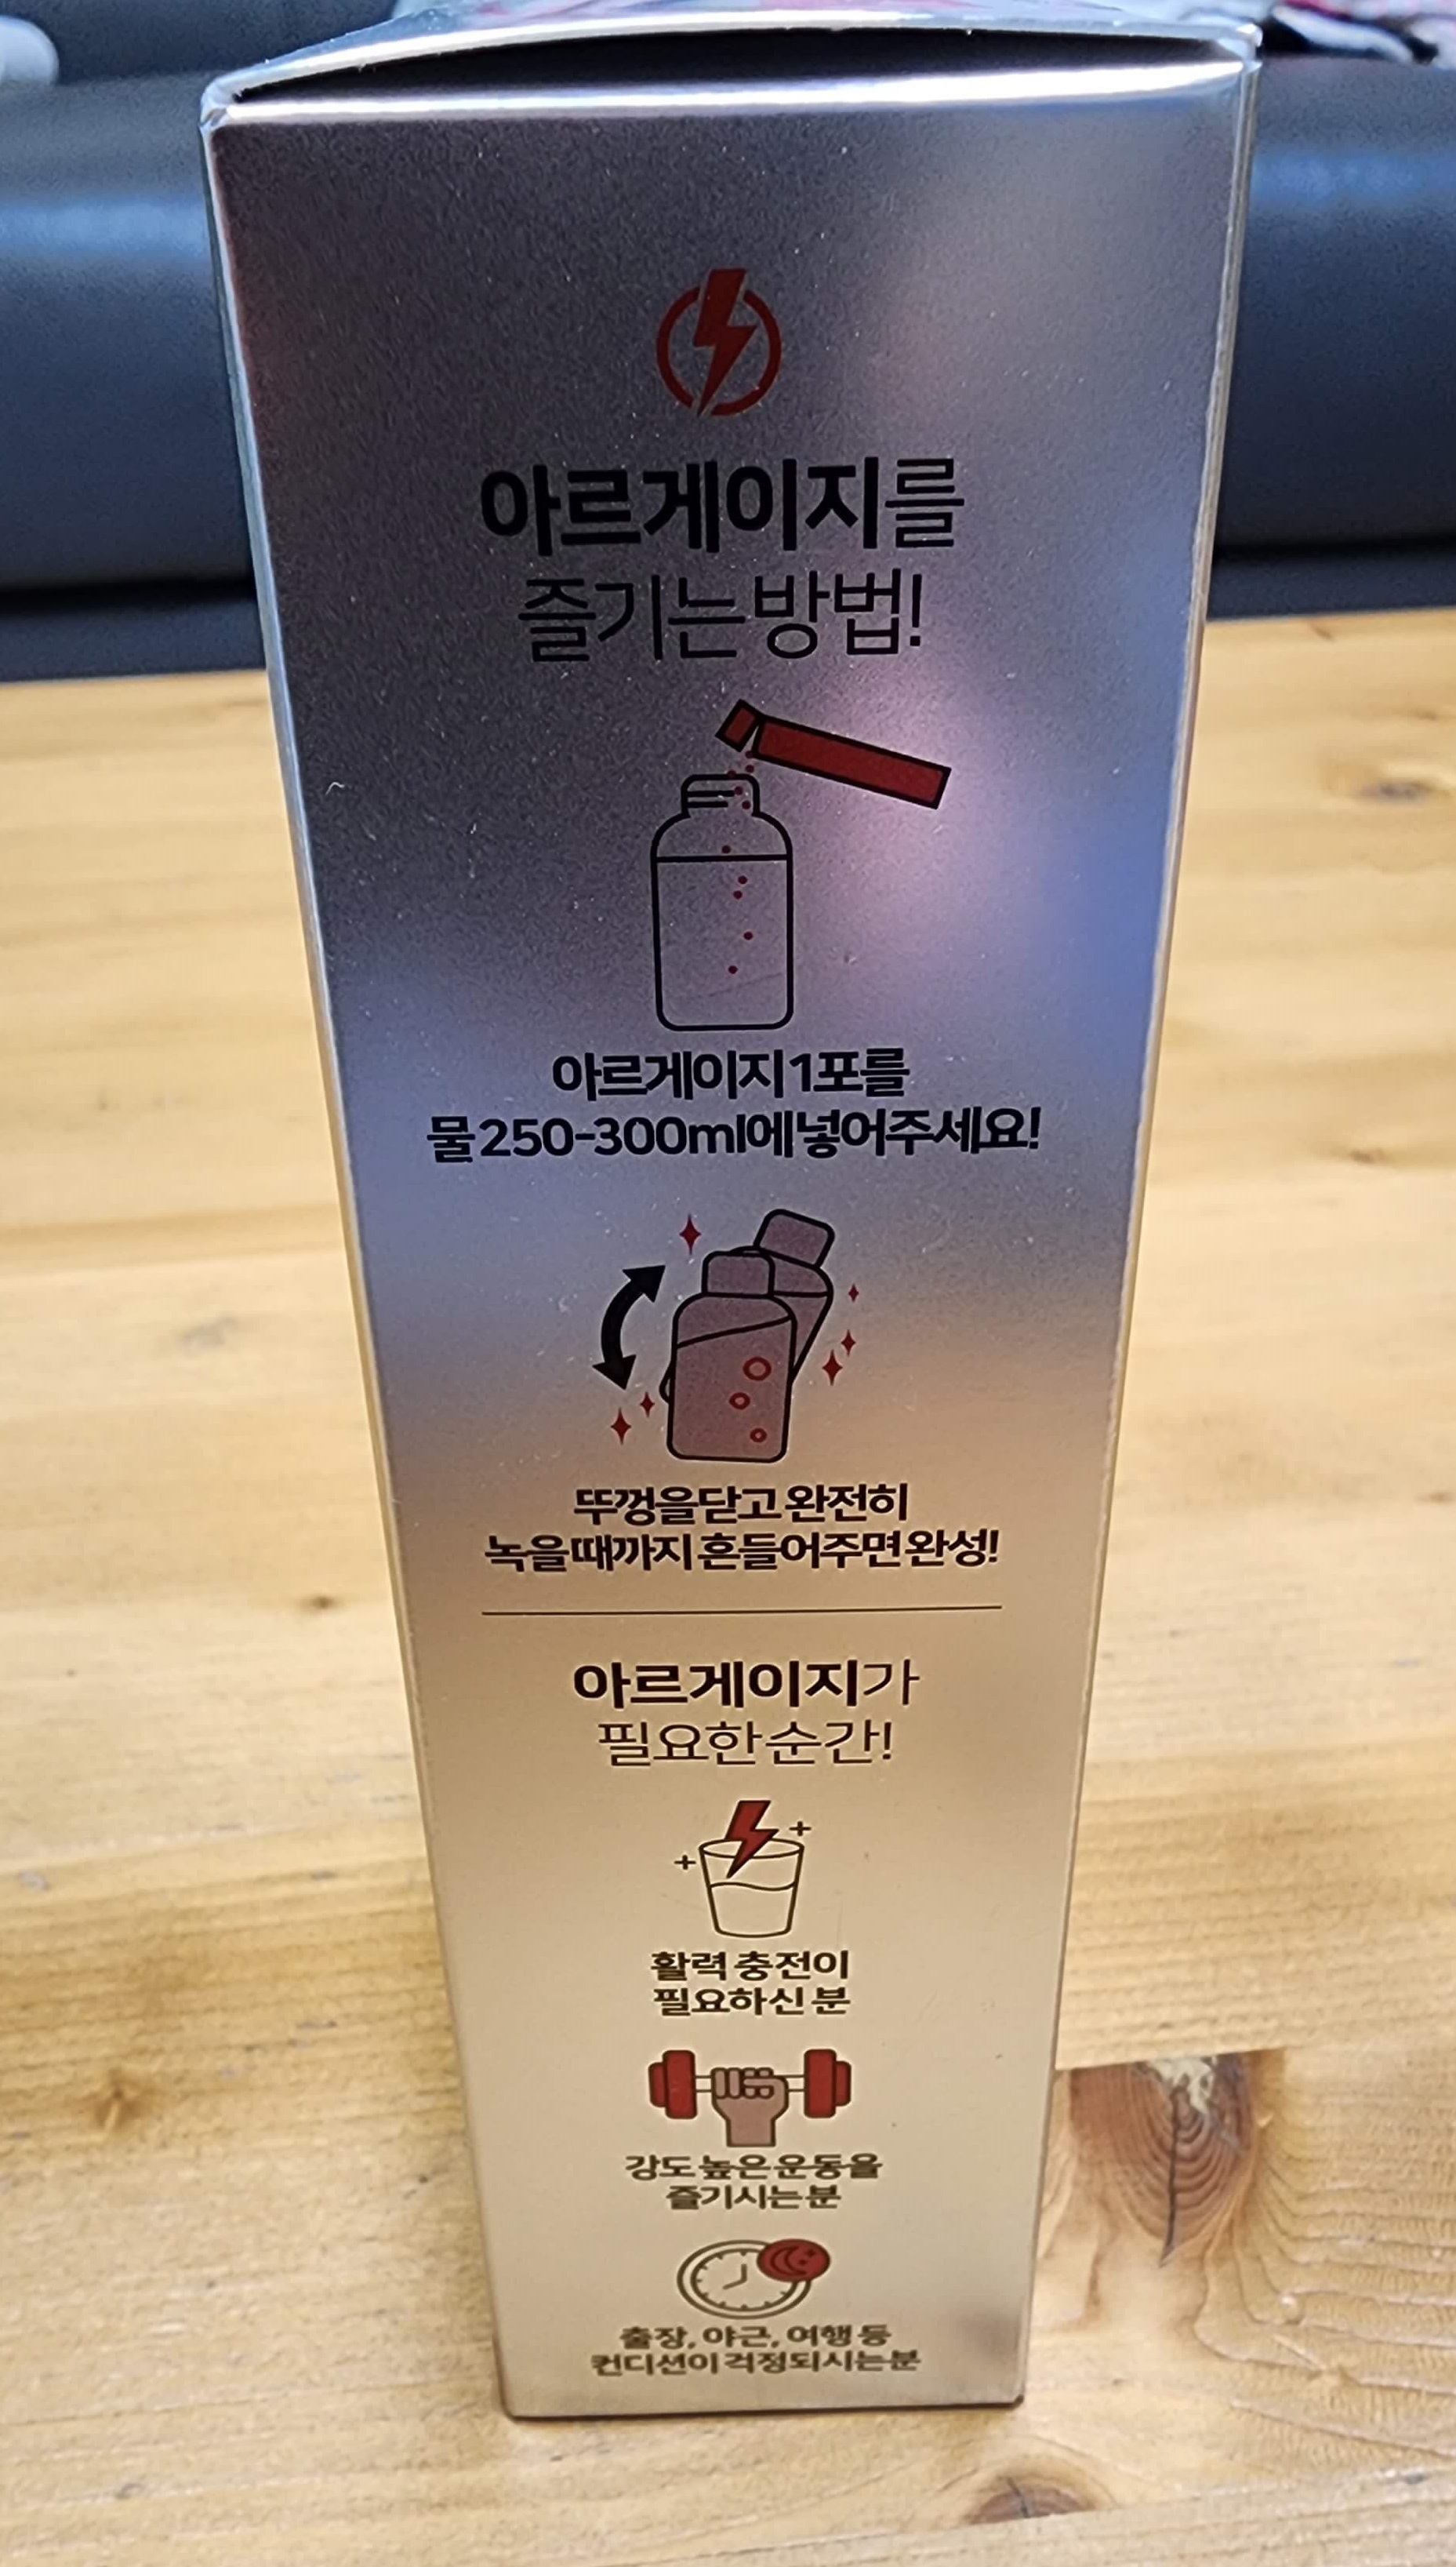 아르게이지를
즐기는 방법!
아르게이지 1포를
물 250-300ml에 넣어주세요!
뚜껑을 닫고 완전히
녹을 때까지 흔들어주면 완성!
아르게이지가
필요한 순간!
활력 충전이
필요하신 분
강도 높은 운동을
즐기시는 분
출장, 야근, 여행 등
컨디션이 걱정되시는 분